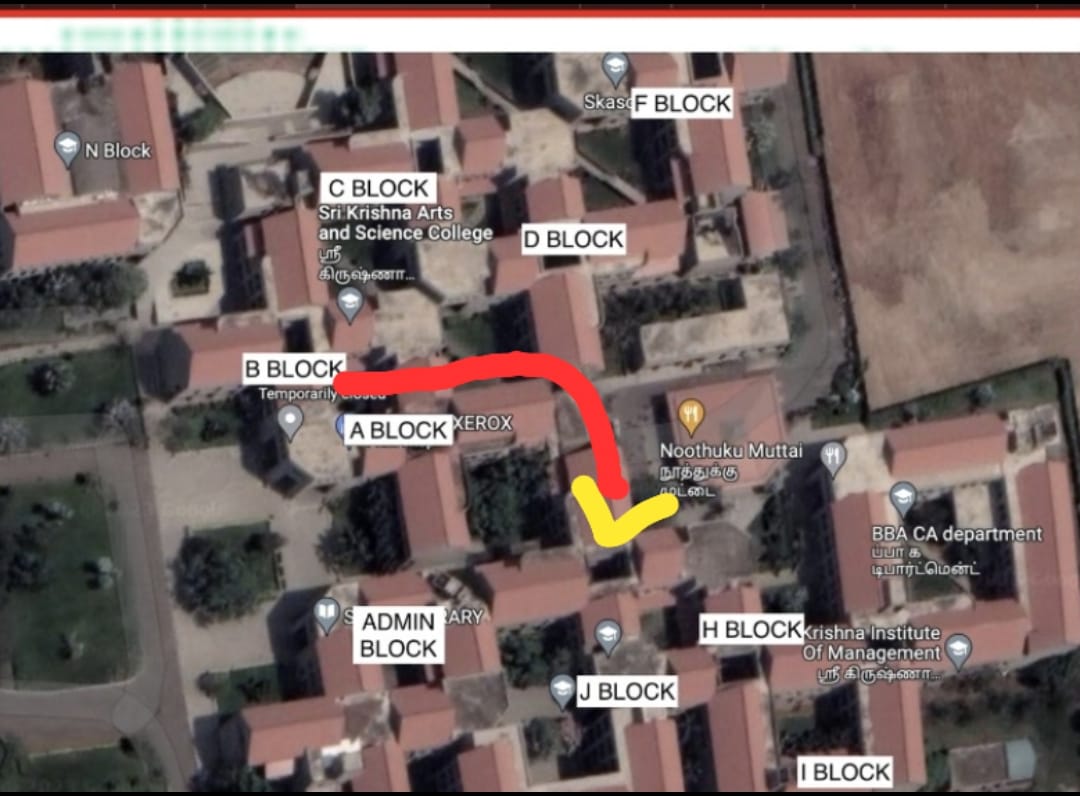 N Block
Skasc
F BLOCK
C BLOCK
Sri Krishna Arts
and Science College
ஸ்ரீ
கிருஷ்ணா...
D BLOCK
B BLOCK
Temporarily closed
XEROX
A BLOCK
Noothuku Muttai
நூத்துக்கு
முட்டை
BBA CA department
பப்பா க
டிபார்ட்மென்ட்
ADMIN
BLOCK
H BLOCK
Krishna Institute
Of Management
ஸ்ரீ கிருஷ்ணா...
J BLOCK
I BLOCK